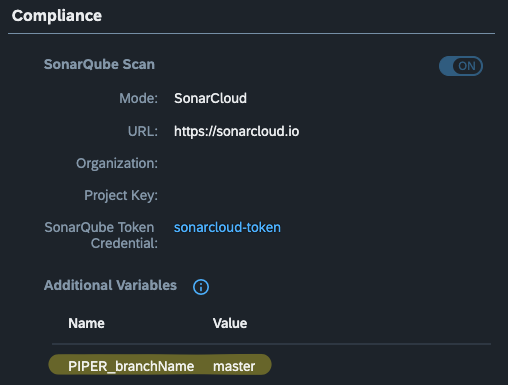 Compliance
SonarQube Scan
ON
Mode: SonarCloud
URL: https://sonarcloud.io
Organization:
Project Key:
SonarQube Token sonarcloud-token
Credential:
Additional Variables
Name Value
PIPER_branchName master